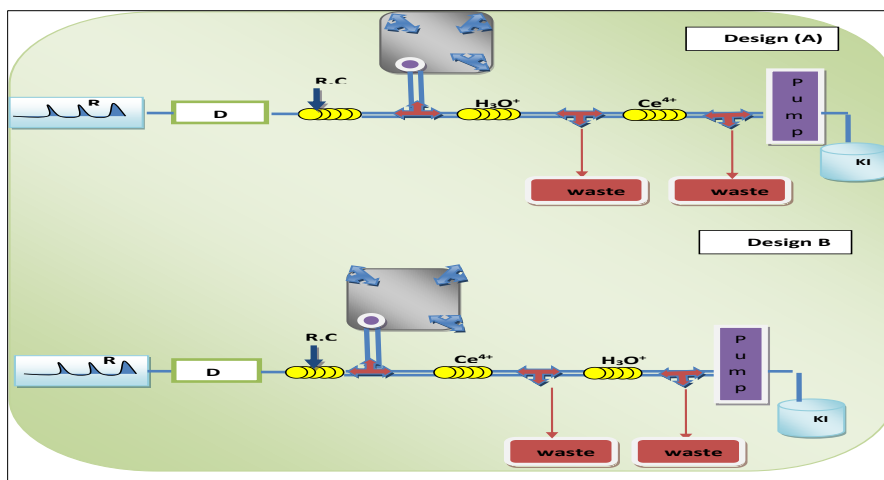 Design (A)
R.C
R
D
H₃O⁺
Ce⁴⁺
P
u
m
p
KI
waste
waste
Design B
R.C
R
D
Ce⁴⁺
H₃O⁺
P
u
m
p
KI
waste
waste